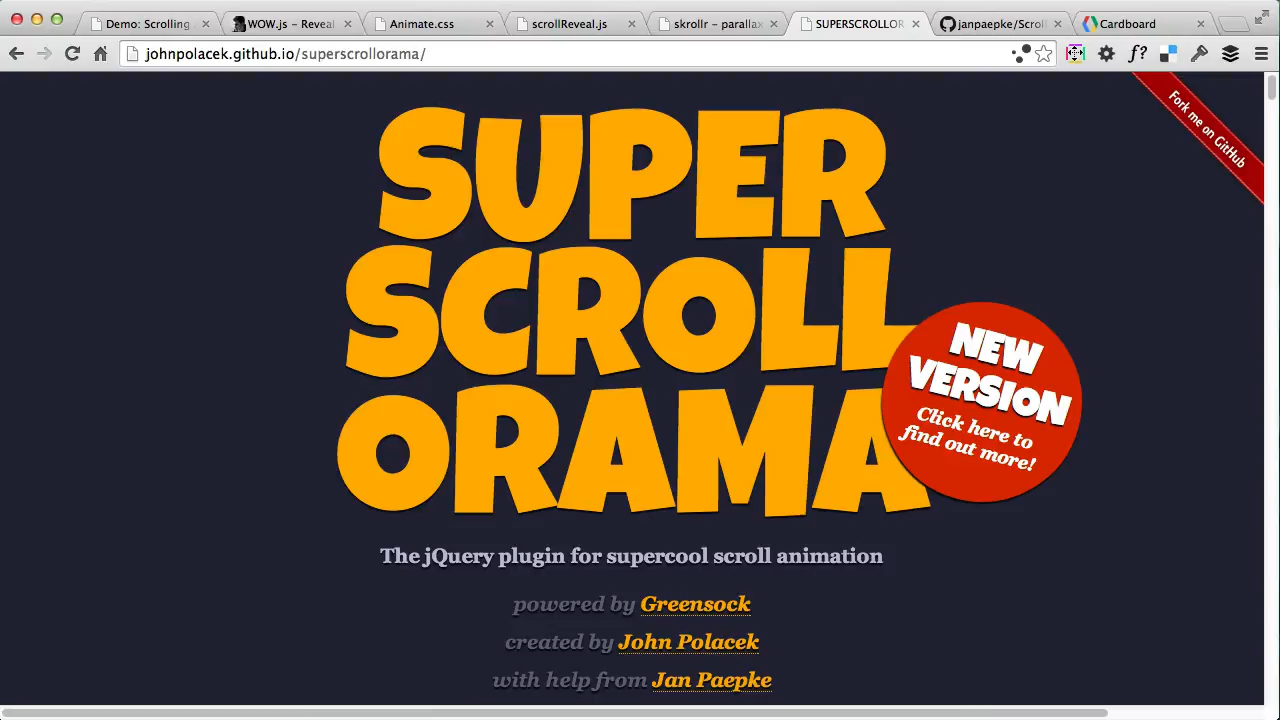 Demo: Scrolling
WOW.js – Reveal
Animate.css
scrollReveal.js
skrollr – parallax
SUPERSCROLLOR
janpaepke/Scroll
Cardboard
johnpolacek.github.io/superscrollorama/
f?
Fork me on GitHub
SUPER
SCROLL
ORAMA
NEW
VERSION
Click here to
find out more!
The jQuery plugin for supercool scroll animation
powered by Greensock
created by John Polacek
with help from Jan Paepke